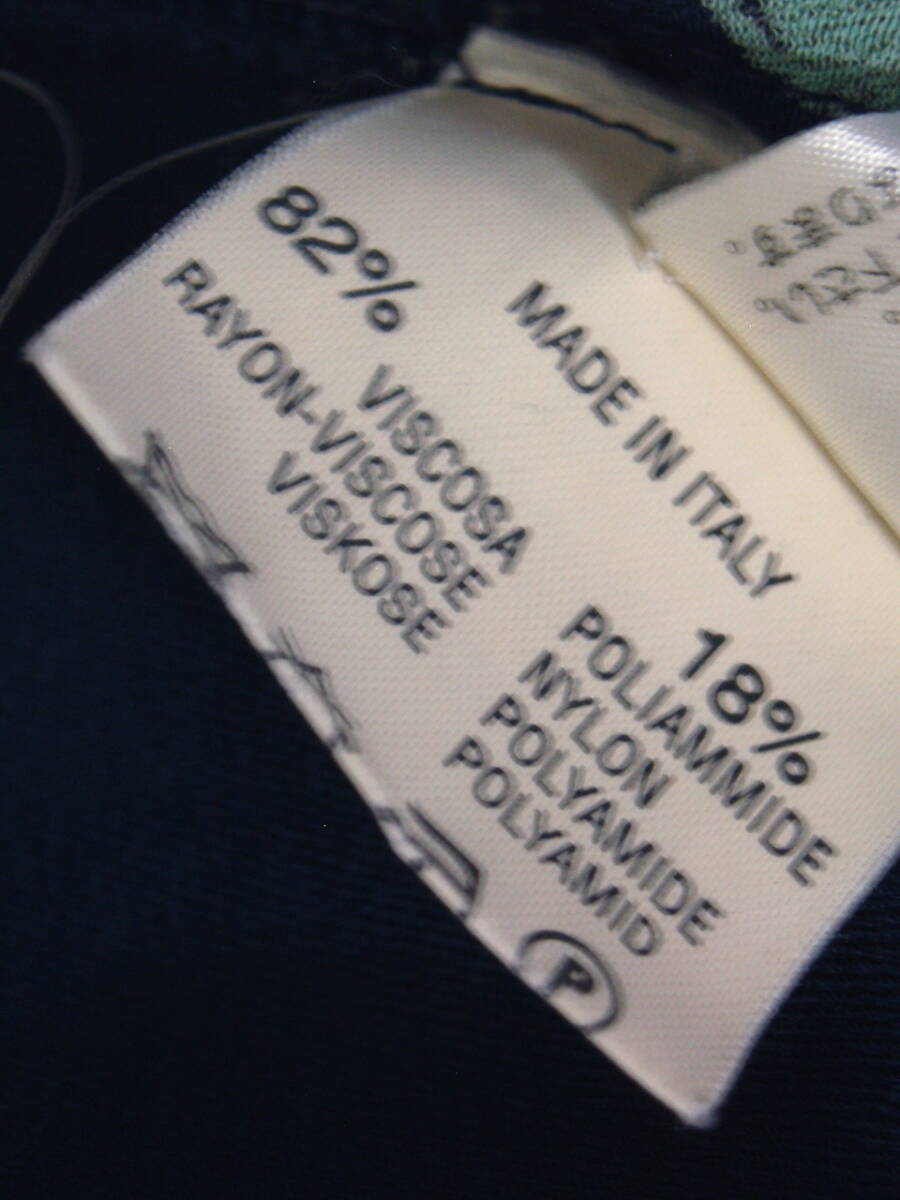 MADE IN ITALY
82%
VISCOSA
RAYON-VISCOSE
VISKOSE
18%
POLIAMMIDE
NYLON
POLYAMIDE
POLYAMID
P